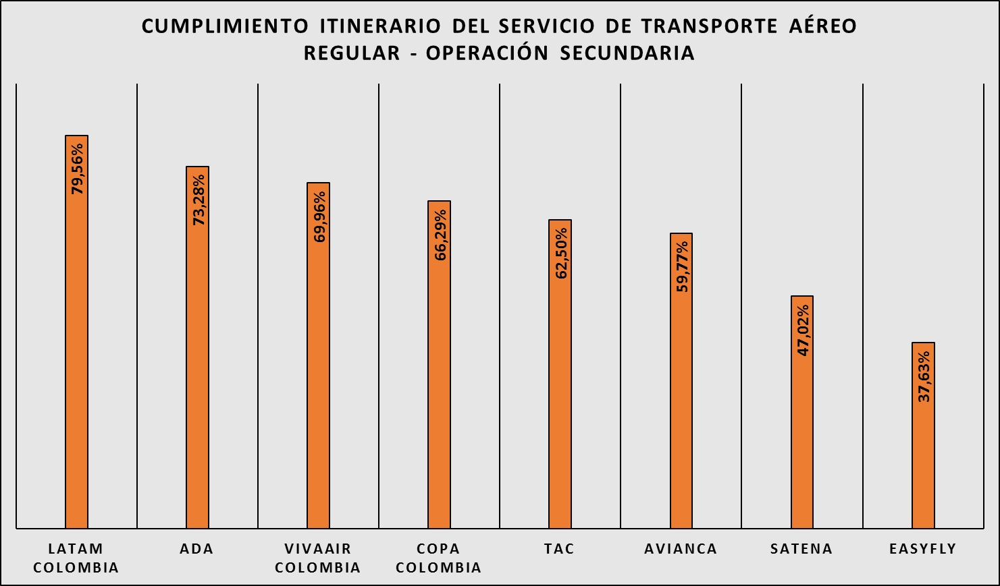 CUMPLIMIENTO ITINERARIO DEL SERVICIO DE TRANSPORTE AÉREO
REGULAR - OPERACIÓN SECUNDARIA
79,56%
73,28%
69,96%
66,29%
62,50%
59,77%
47,02%
37,63%
LATAM
COLOMBIA
ADA
VIVAAIR
COLOMBIA
COPA
COLOMBIA
TAC
AVIANCA
SATENA
EASYFLY